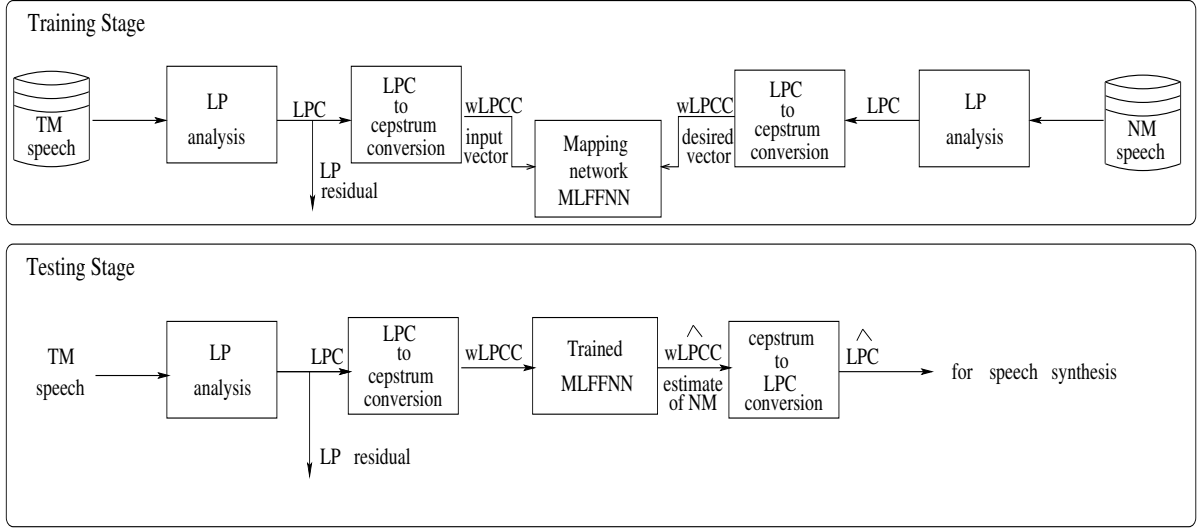 Training Stage
TM
speech
LP
analysis
LPC
LP
residual
LPC
to
cepstrum
conversion
wLPCC
input
vector
Mapping
network
MLFFNN
wLPCC
desired
vector
LPC
to
cepstrum
conversion
LPC
LP
analysis
NM
speech
Testing Stage
TM
speech
LP
analysis
LPC
LP residual
LPC
to
cepstrum
conversion
wLPCC
Trained
MLFFNN
wLPCC
estimate
of NM
cepstrum
to
LPC
conversion
LPC
for speech synthesis